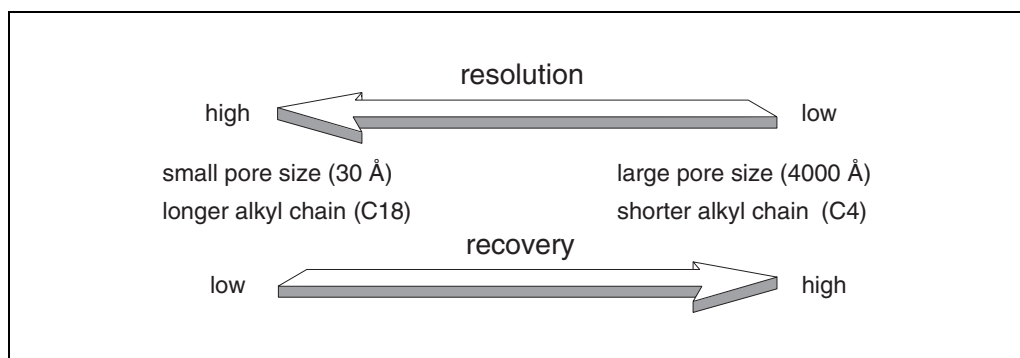 resolution
high low
small pore size (30 Å) large pore size (4000 Å)
longer alkyl chain (C18) shorter alkyl chain (C4)
recovery
low high